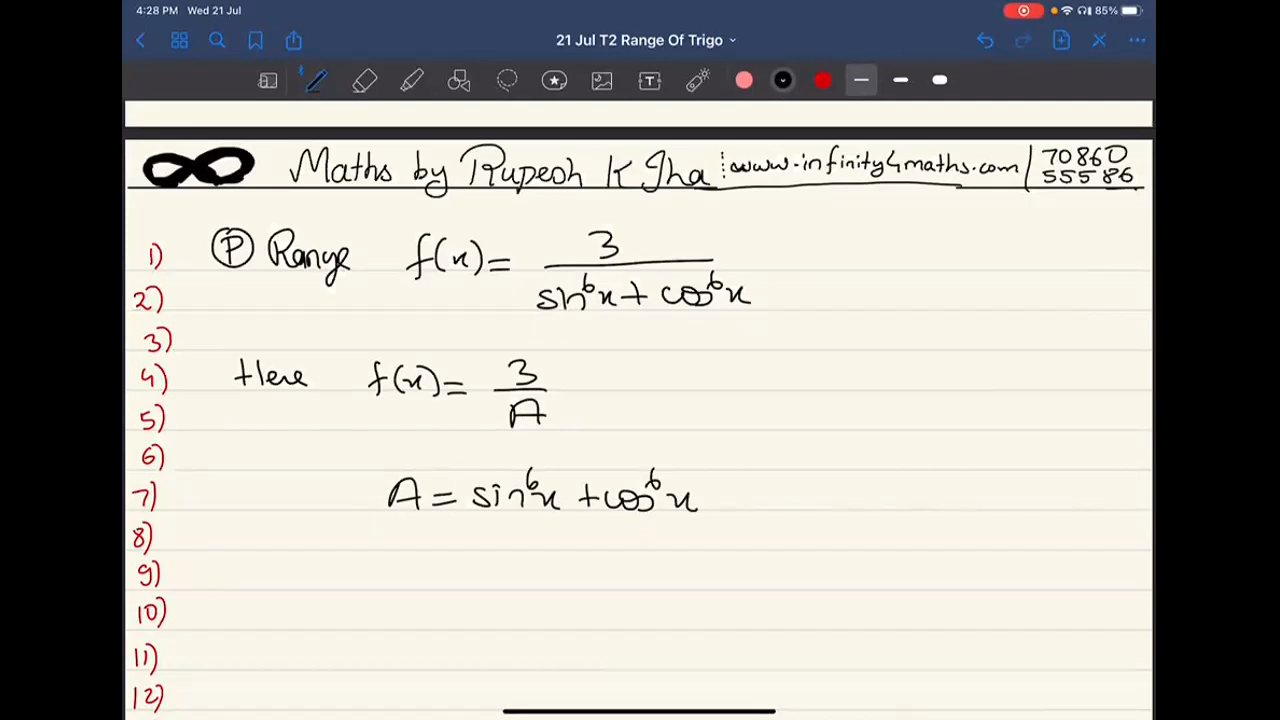 4:28 PM Wed 21 Jul 85%
21 Jul T2 Range Of Trigo
T
Maths by Rupesh K Jha www.infinity4maths.com 70860 55586
1) P Range f(x) = 3 / (sin⁶x + cos⁶x)
2)
3)
4) Here f(x) = 3 / A
5)
6)
7) A = sin⁶x + cos⁶x
8)
9)
10)
11)
12)